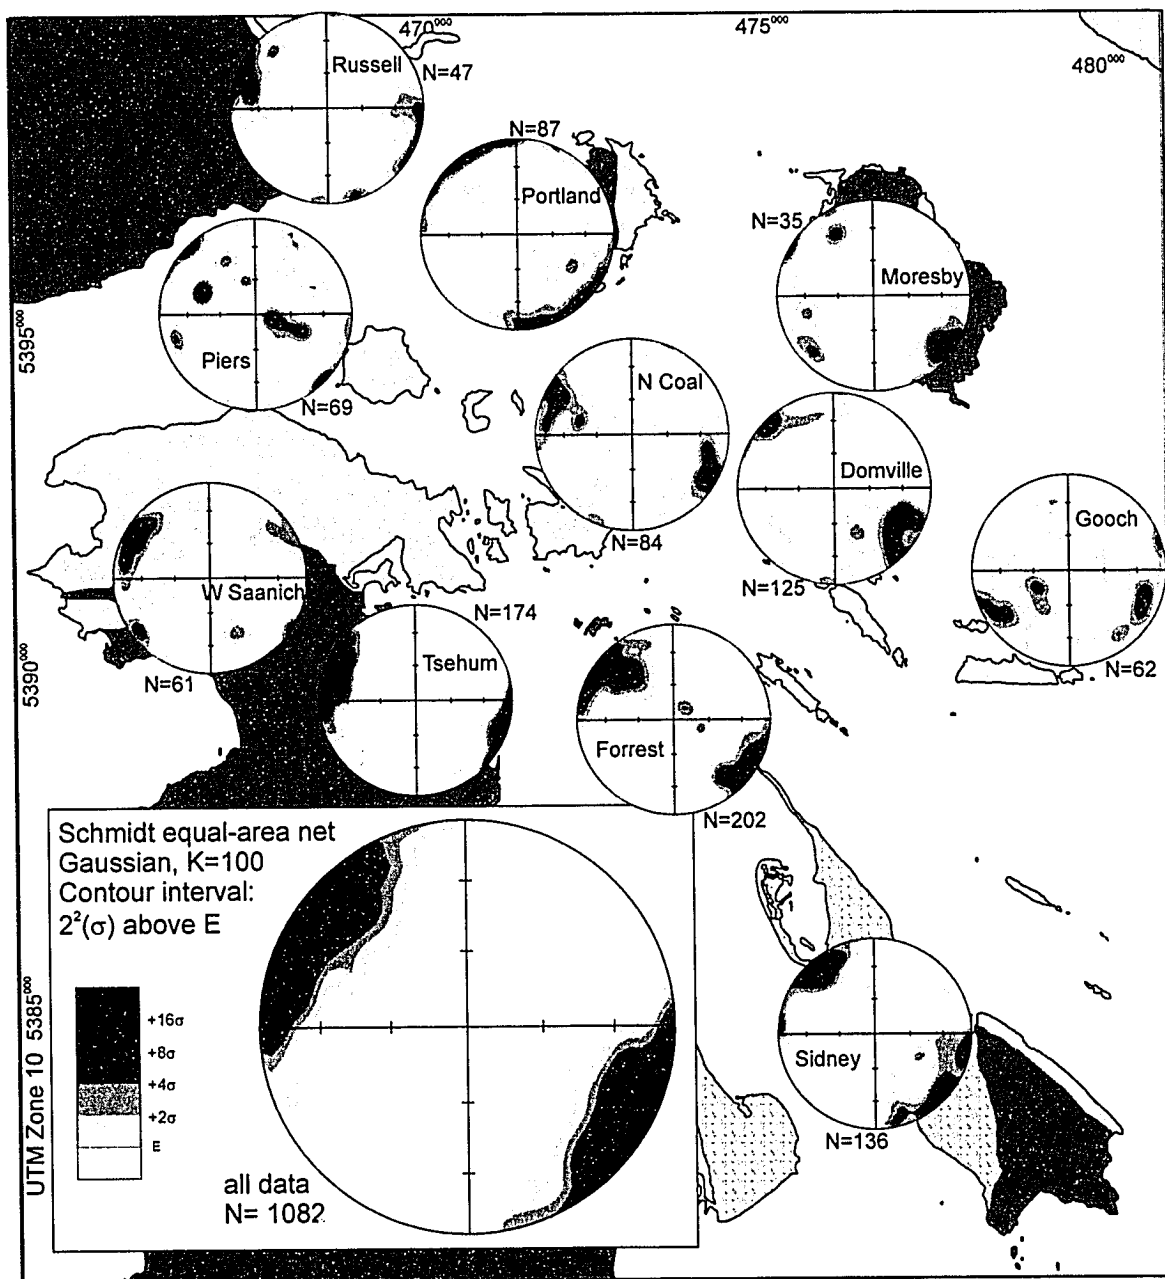 470⁰⁰⁰
475⁰⁰⁰
480⁰⁰⁰
Russell
N=47
N=87
Portland
N=35
Moresby
5395⁰⁰⁰
Piers
N=69
N Coal
N=84
Domville
N=125
Gooch
N=62
W Saanich
N=61
N=174
Tsehum
5390⁰⁰⁰
Forrest
N=202
Schmidt equal-area net
Gaussian, K=100
Contour interval:
2²(σ) above E
+16σ
+8σ
+4σ
+2σ
E
all data
N= 1082
Sidney
N=136
UTM Zone 10 5385⁰⁰⁰